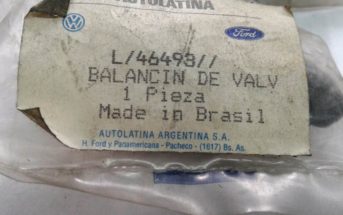 AUTOLATINA
Ford
L/46493//
BALANCIN DE VALV
1 Pieza
Made in Brasil
AUTOLATINA ARGENTINA S.A.
H. Ford y Panamericana - Pacheco - (1617) Bs. As.